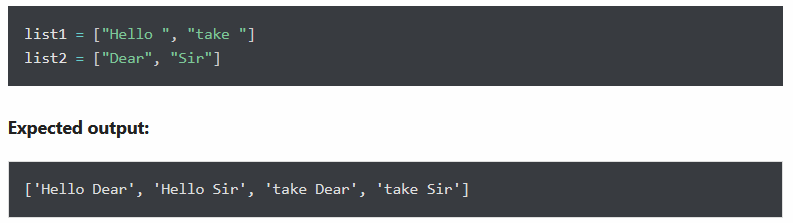 list1 = ["Hello ", "take "]
list2 = ["Dear", "Sir"]
Expected output:
['Hello Dear', 'Hello Sir', 'take Dear', 'take Sir']